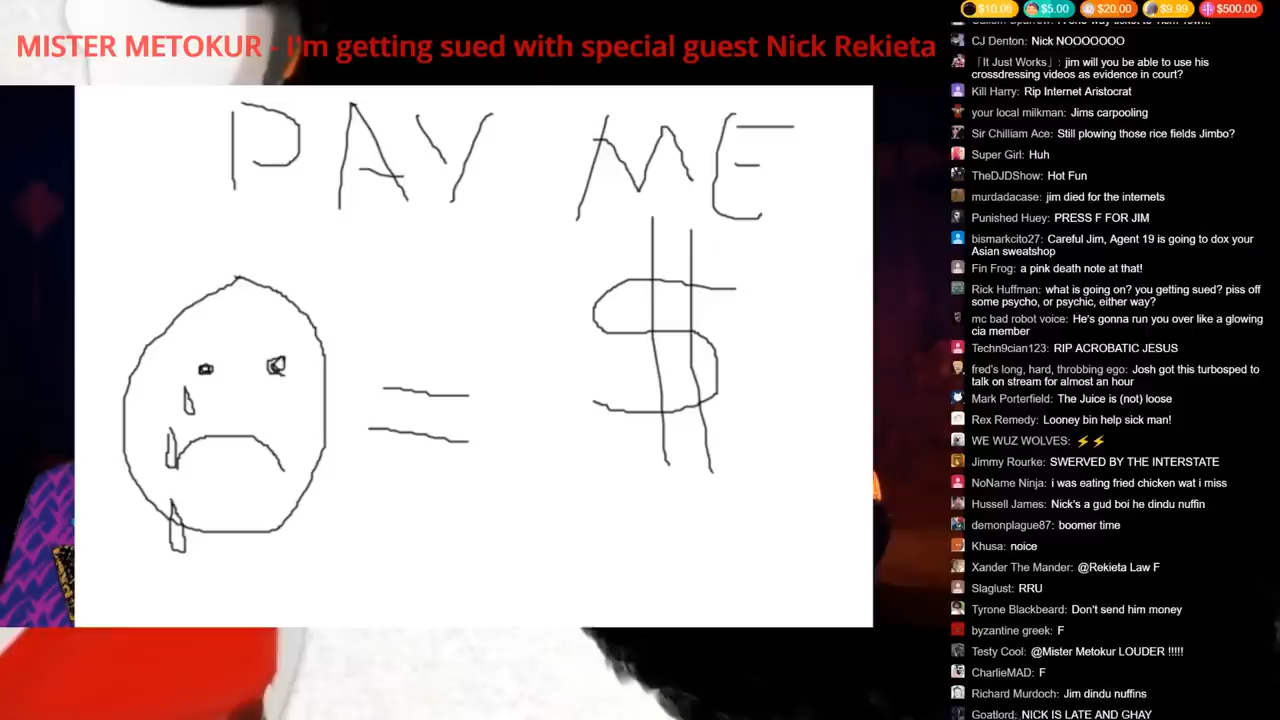 $10.00 $5.00 $20.00 $9.99 $500.00
MISTER METOKUR - I'm getting sued with special guest Nick Rekieta
PAY ME
= $
CJ Denton: Nick NOOOOOOO
「It Just Works」: jim will you be able to use his
crossdressing videos as evidence in court?
Kill Harry: Rip Internet Aristocrat
your local milkman: Jims carpooling
Sir Chilliam Ace: Still plowing those rice fields Jimbo?
Super Girl: Huh
TheDJDShow: Hot Fun
murdadacase: jim died for the internets
Punished Huey: PRESS F FOR JIM
bismarkcito27: Careful Jim, Agent 19 is going to dox your
Asian sweatshop
Fin Frog: a pink death note at that!
Rick Huffman: what is going on? you getting sued? piss off
some psycho, or psychic, either way?
mc bad robot voice: He's gonna run you over like a glowing
cia member
Techn9cian123: RIP ACROBATIC JESUS
fred's long, hard, throbbing ego: Josh got this turbosped to
talk on stream for almost an hour
Mark Porterfield: The Juice is (not) loose
Rex Remedy: Looney bin help sick man!
WE WUZ WOLVES: ⚡⚡
Jimmy Rourke: SWERVED BY THE INTERSTATE
NoName Ninja: i was eating fried chicken wat i miss
Hussell James: Nick's a gud boi he dindu nuffin
demonplague87: boomer time
Khusa: noice
Xander The Mander: @Rekieta Law F
Slaglust: RRU
Tyrone Blackbeard: Don't send him money
byzantine greek: F
Testy Cool: @Mister Metokur LOUDER !!!!!
CharlieMAD: F
Richard Murdoch: Jim dindu nuffins
Goatlord: NICK IS LATE AND GHAY